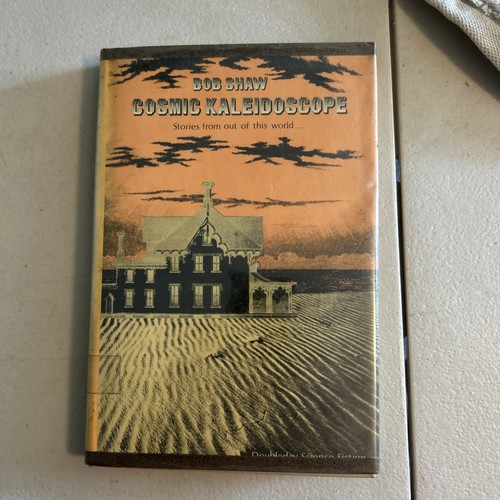 BOB SHAW
COSMIC KALEIDOSCOPE
Stories from out of this world...
Doubleday Science Fiction